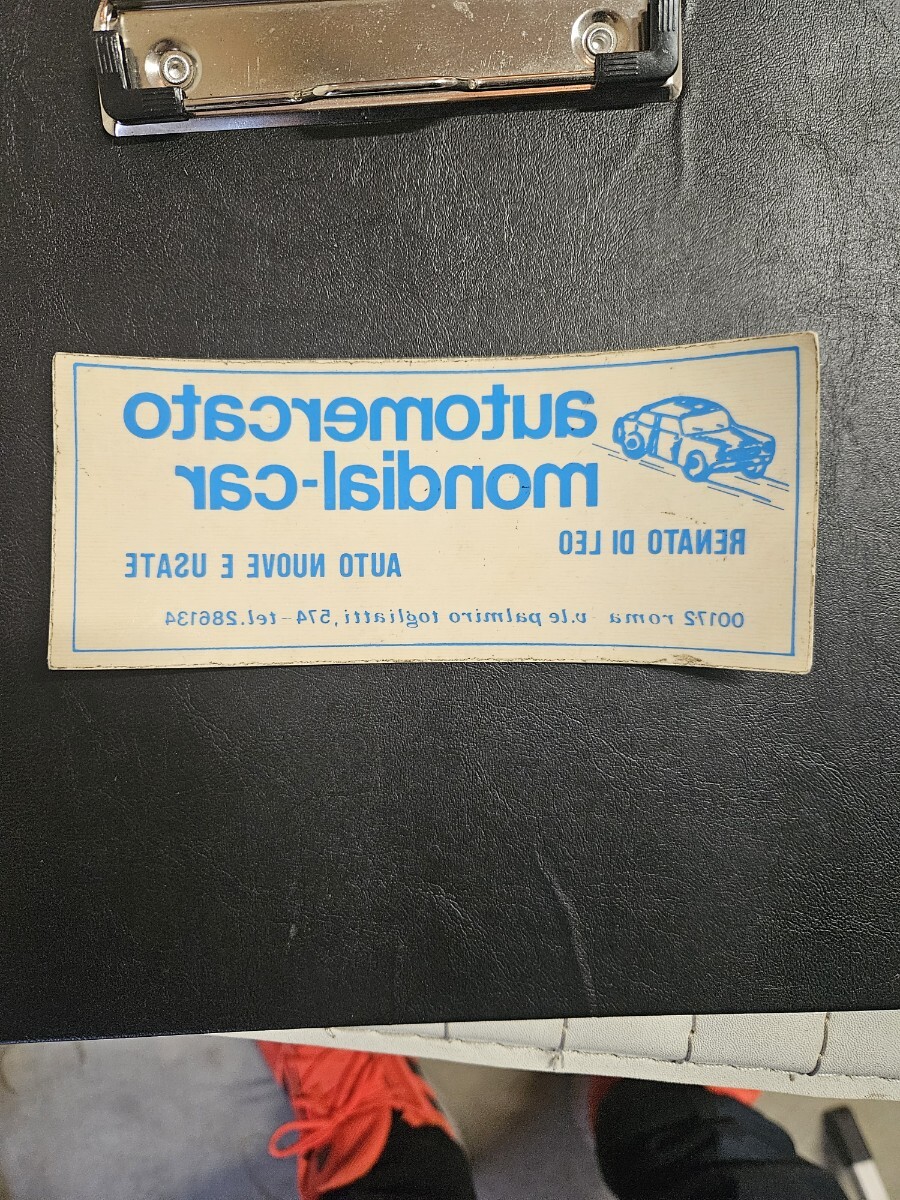 automercato
mondial-car
RENATO DI LEO
AUTO NUOVE E USATE
00172 roma v.le palmiro togliatti, 574 - tel. 286134